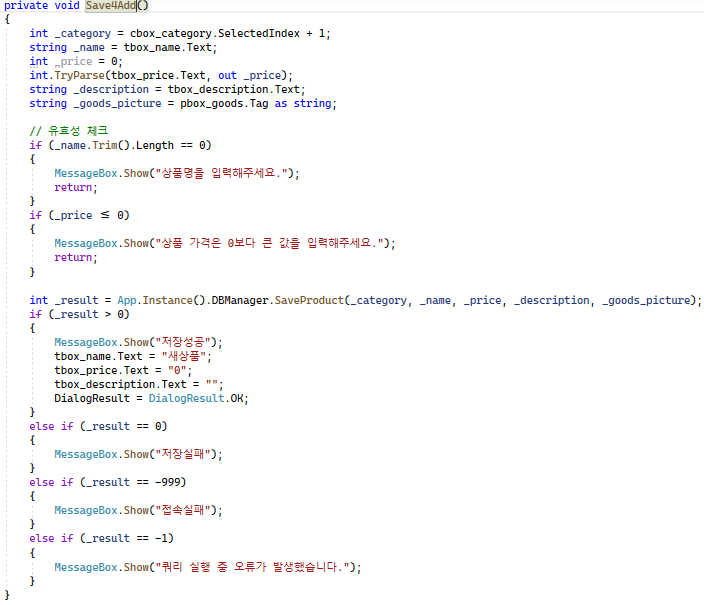 private void Save4Add()
{
    int _category = cbox_category.SelectedIndex + 1;
    string _name = tbox_name.Text;
    int _price = 0;
    int.TryParse(tbox_price.Text, out _price);
    string _description = tbox_description.Text;
    string _goods_picture = pbox_goods.Tag as string;

    // 유효성 체크
    if (_name.Trim().Length == 0)
    {
        MessageBox.Show("상품명을 입력해주세요.");
        return;
    }
    if (_price ≤ 0)
    {
        MessageBox.Show("상품 가격은 0보다 큰 값을 입력해주세요.");
        return;
    }

    int _result = App.Instance().DBManager.SaveProduct(_category, _name, _price, _description, _goods_picture);
    if (_result > 0)
    {
        MessageBox.Show("저장성공");
        tbox_name.Text = "새상품";
        tbox_price.Text = "0";
        tbox_description.Text = "";
        DialogResult = DialogResult.OK;
    }
    else if (_result == 0)
    {
        MessageBox.Show("저장실패");
    }
    else if (_result == -999)
    {
        MessageBox.Show("접속실패");
    }
    else if (_result == -1)
    {
        MessageBox.Show("쿼리 실행 중 오류가 발생했습니다.");
    }
}